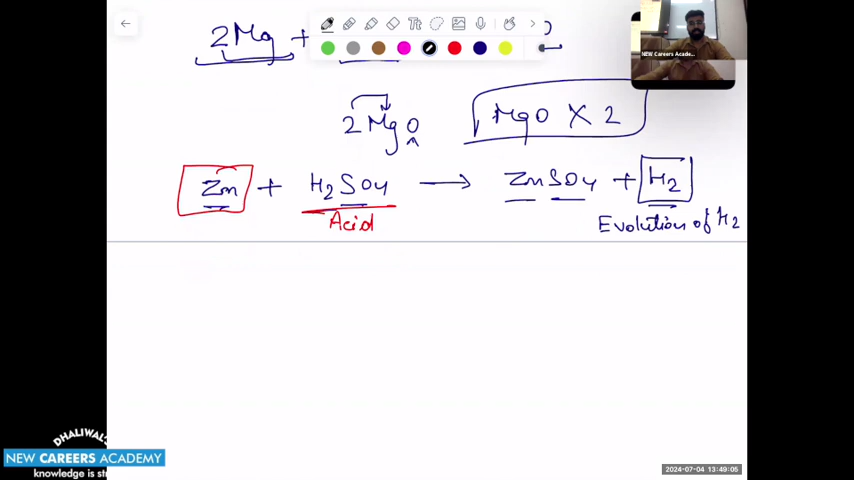 2Mg +
Tt
NEW Careers Acade...
2MgO MgO X 2
Zn + H2SO4 → ZnSO4 + H2
Acid
Evolution of H2
DHALIWAL'S
NEW CAREERS ACADEMY
knowledge is st
2024-07-04 13:49:05